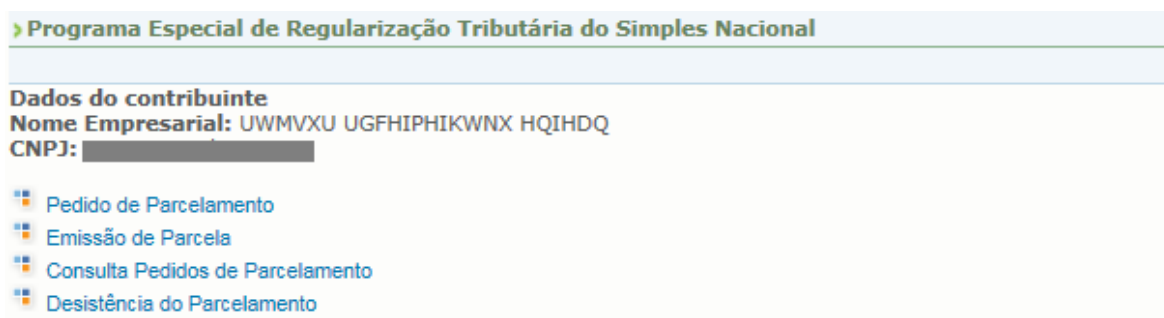 Programa Especial de Regularização Tributária do Simples Nacional
Dados do contribuinte
Nome Empresarial: UWMVXU UGFHIPHIKWNX HQIHDQ
CNPJ:
Pedido de Parcelamento
Emissão de Parcela
Consulta Pedidos de Parcelamento
Desistência do Parcelamento